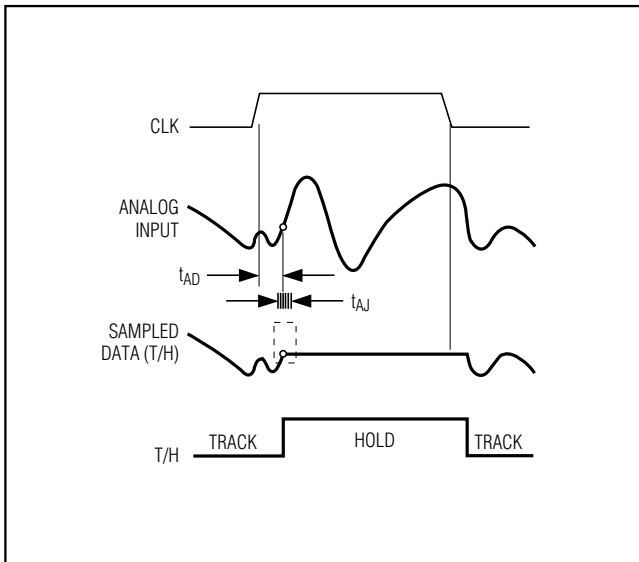 CLK
ANALOG
INPUT
tAD
tAJ
SAMPLED
DATA (T/H)
TRACK
HOLD
TRACK
T/H